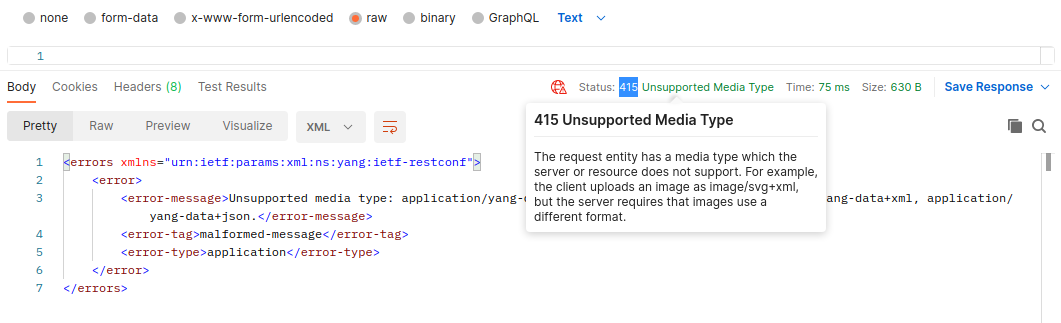 none form-data x-www-form-urlencoded raw binary GraphQL Text
1
Body Cookies Headers (8) Test Results Status: 415 Unsupported Media Type Time: 75 ms Size: 630 B Save Response
Pretty Raw Preview Visualize XML
415 Unsupported Media Type
The request entity has a media type which the
server or resource does not support. For example,
the client uploads an image as image/svg+xml,
but the server requires that images use a
different format.
1 <errors xmlns="urn:ietf:params:xml:ns:yang:ietf-restconf">
2 <error>
3 <error-message>Unsupported media type: application/yang- ang-data+xml, application/
yang-data+json.</error-message>
4 <error-tag>malformed-message</error-tag>
5 <error-type>application</error-type>
6 </error>
7 </errors>